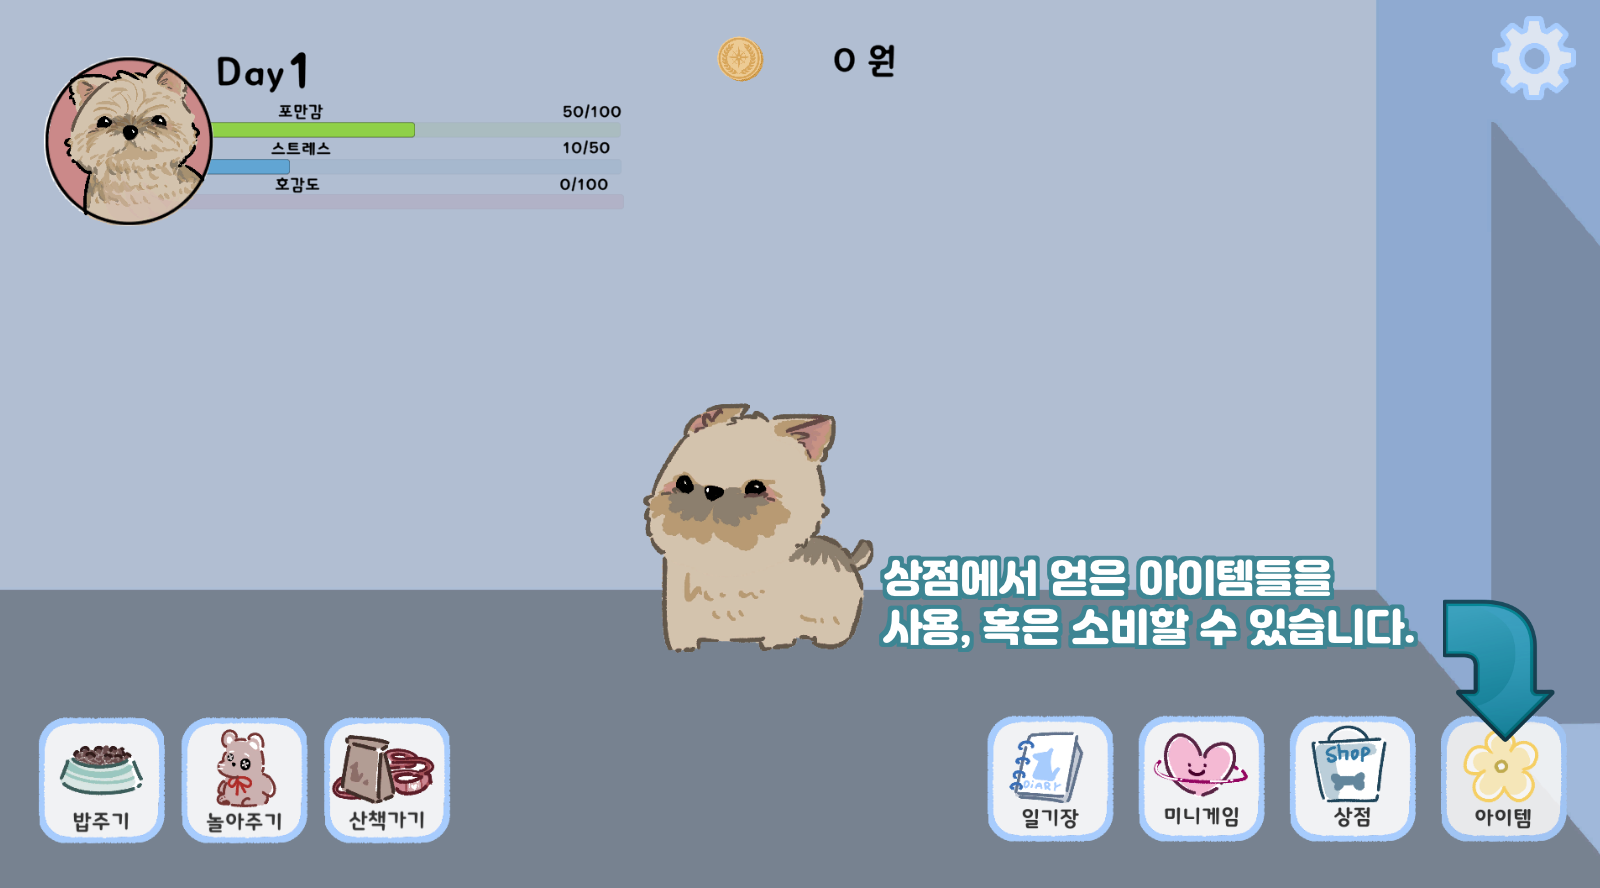 Day 1
0 원
포만감 50/100
스트레스 10/50
호감도 0/100
상점에서 얻은 아이템들을
사용, 혹은 소비할 수 있습니다.
밥주기
놀아주기
산책가기
DiARY
일기장
미니게임
Shop
상점
아이템